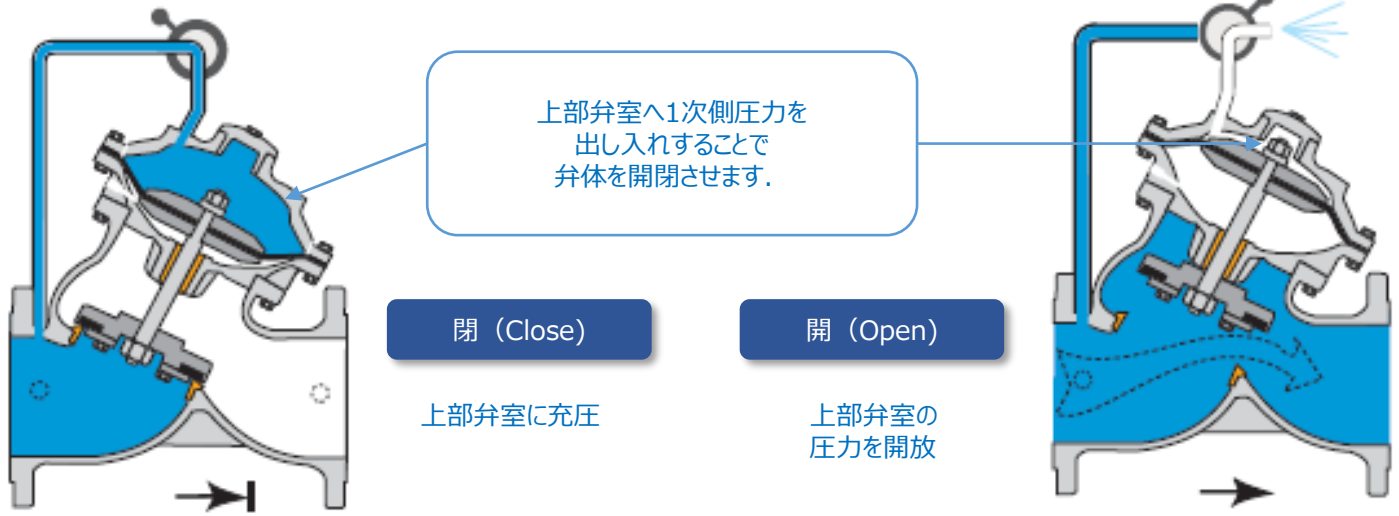 上部弁室へ1次側圧力を
出し入れすることで
弁体を開閉させます.
閉（Close)
開（Open)
上部弁室に充圧
上部弁室の
圧力を開放